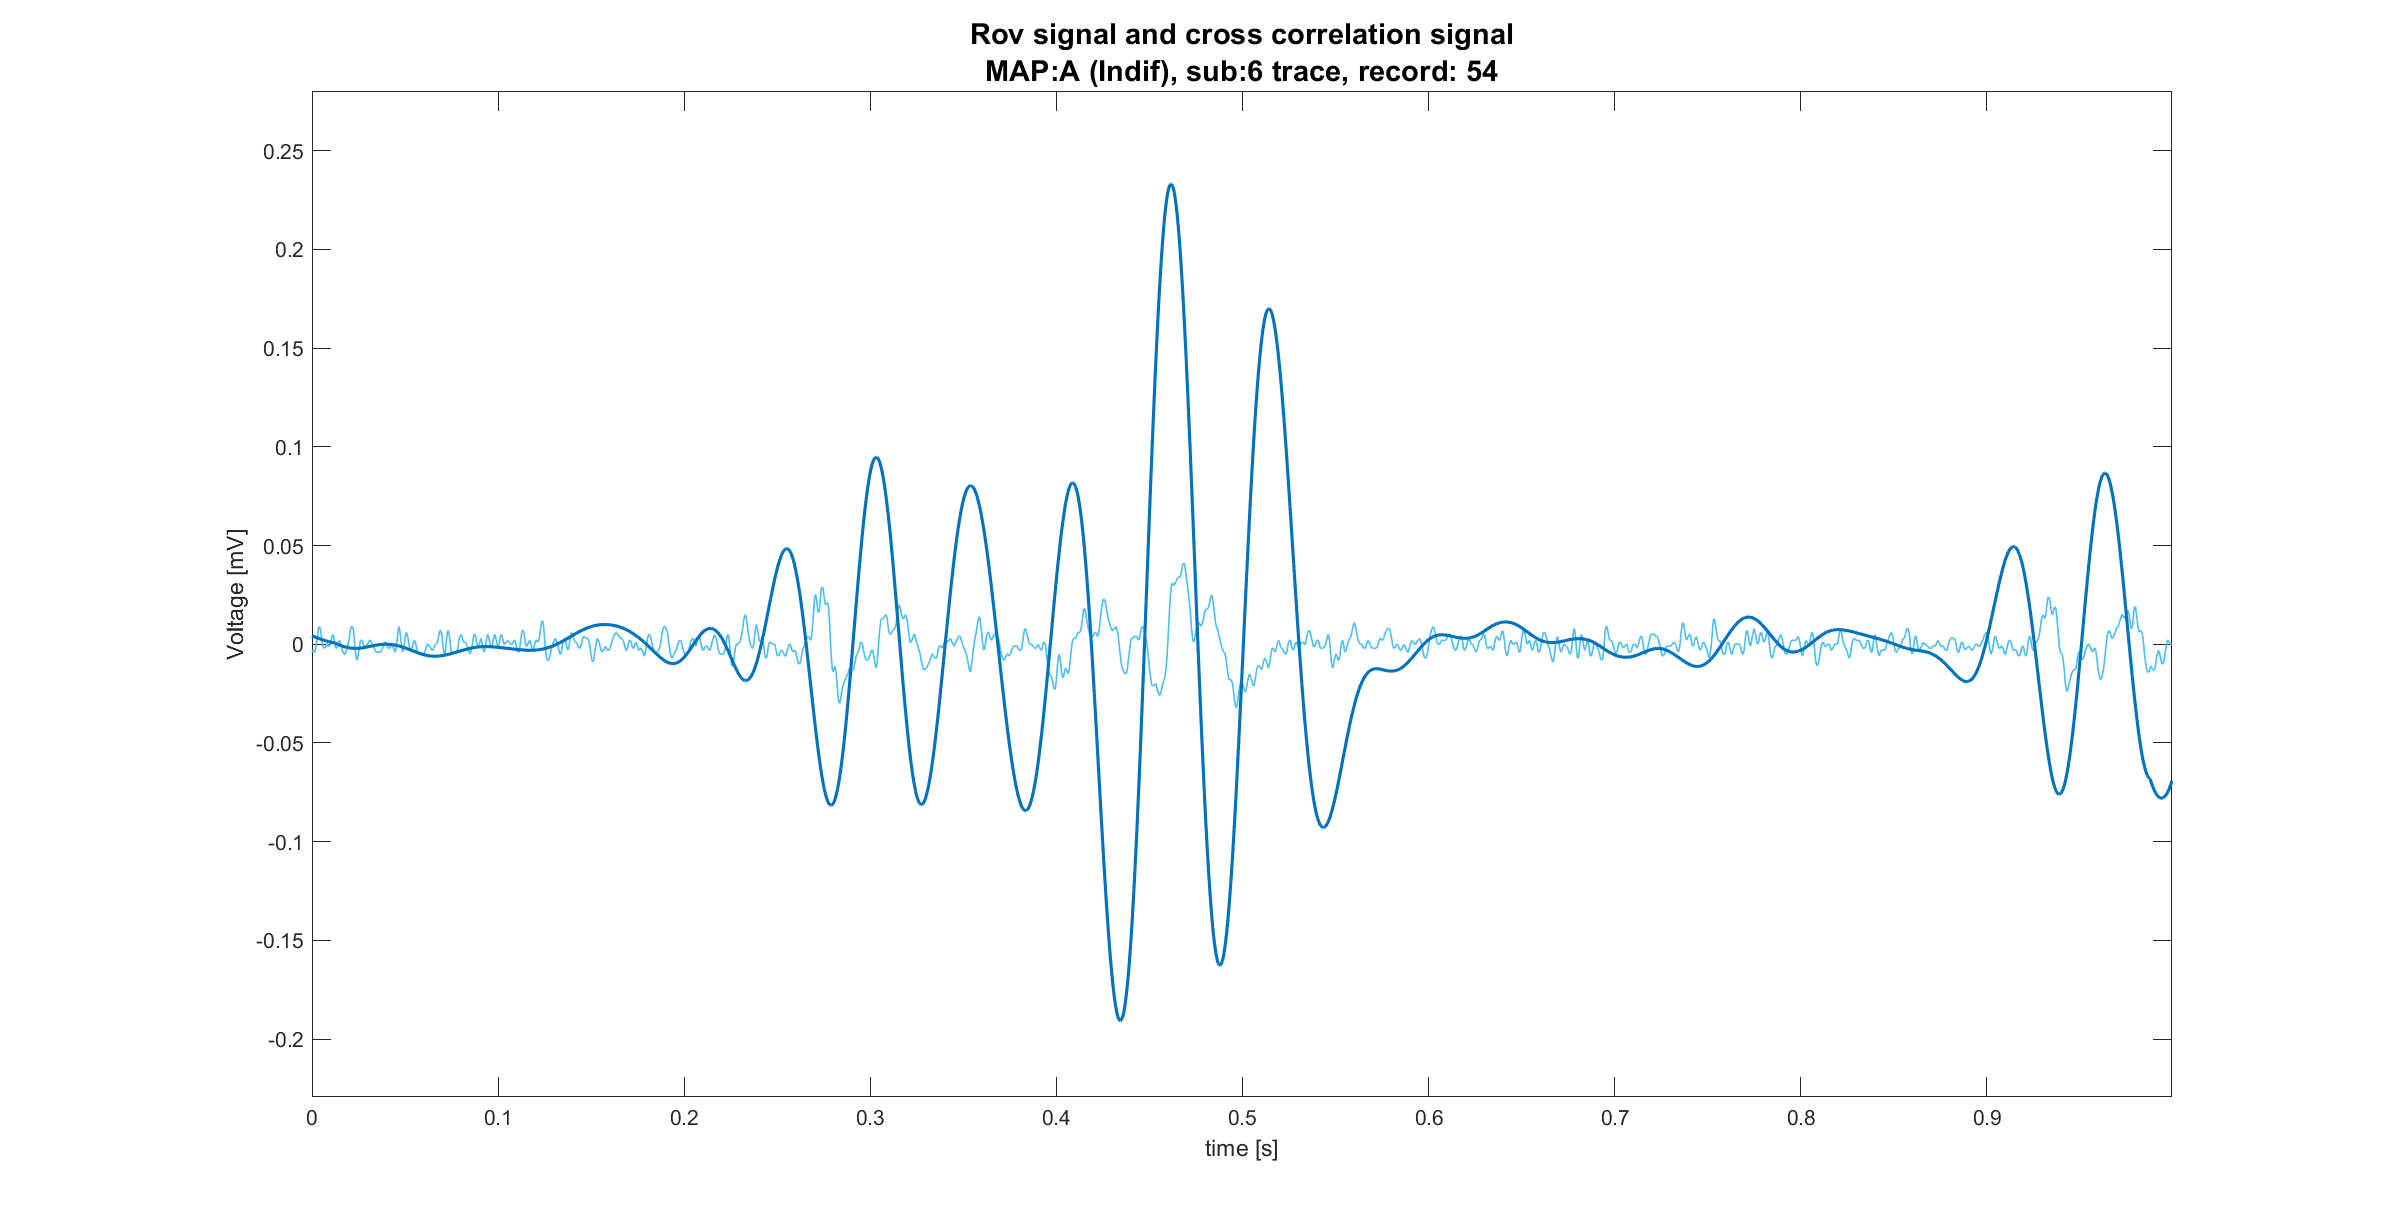 Rov signal and cross correlation signal
MAP:A (Indif), sub:6 trace, record: 54
Voltage [mV]
0.25
0.2
0.15
0.1
0.05
0
-0.05
-0.1
-0.15
-0.2
0 0.1 0.2 0.3 0.4 0.5 0.6 0.7 0.8 0.9
time [s]